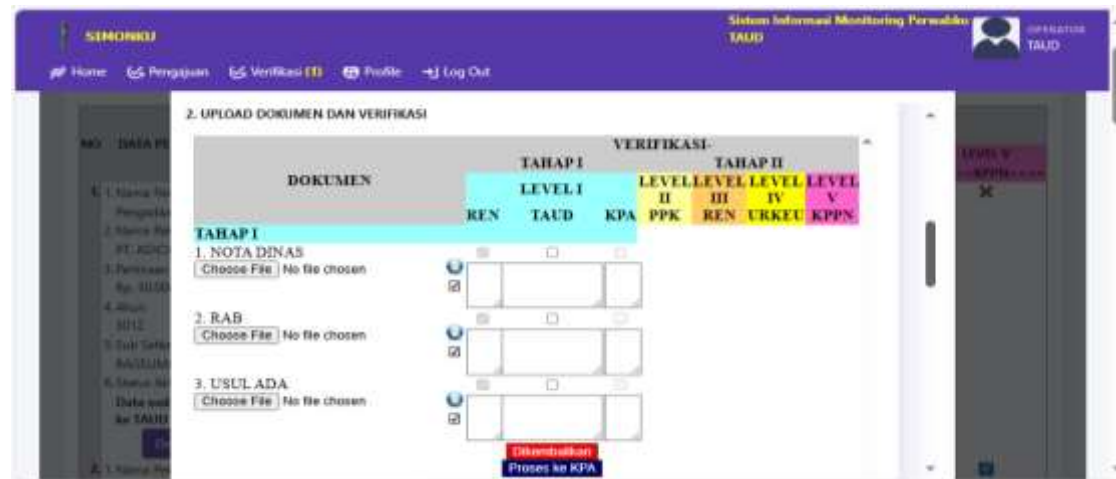 Sistem Informasi Monitoring Perwabku
TAUD
SIMONKU
OPERATOR
TAUD
Home Pengajuan Verifikasi (1) Profile Log Out
2. UPLOAD DOKUMEN DAN VERIFIKASI
DOKUMEN
VERIFIKASI-
TAHAP I
TAHAP II
LEVEL I
REN TAUD KPA
LEVEL II PPK
LEVEL III REN
LEVEL IV URKEU
LEVEL V KPPN
TAHAP I
1. NOTA DINAS
Choose File No file chosen
2. RAB
Choose File No file chosen
3. USUL ADA
Choose File No file chosen
Dikembalikan
Proses ke KPA
NO
LEVEL V